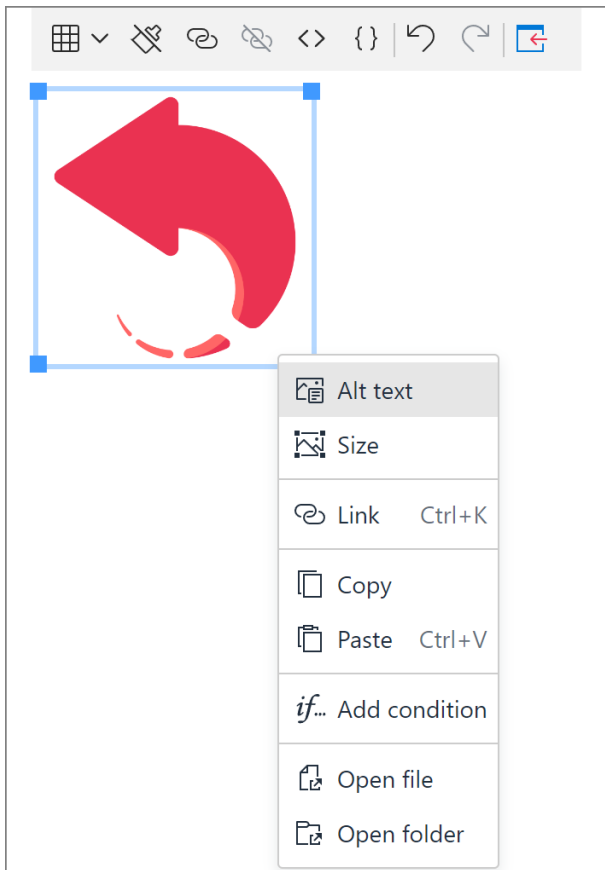 Alt text
Size
Link Ctrl+K
Copy
Paste Ctrl+V
if... Add condition
Open file
Open folder